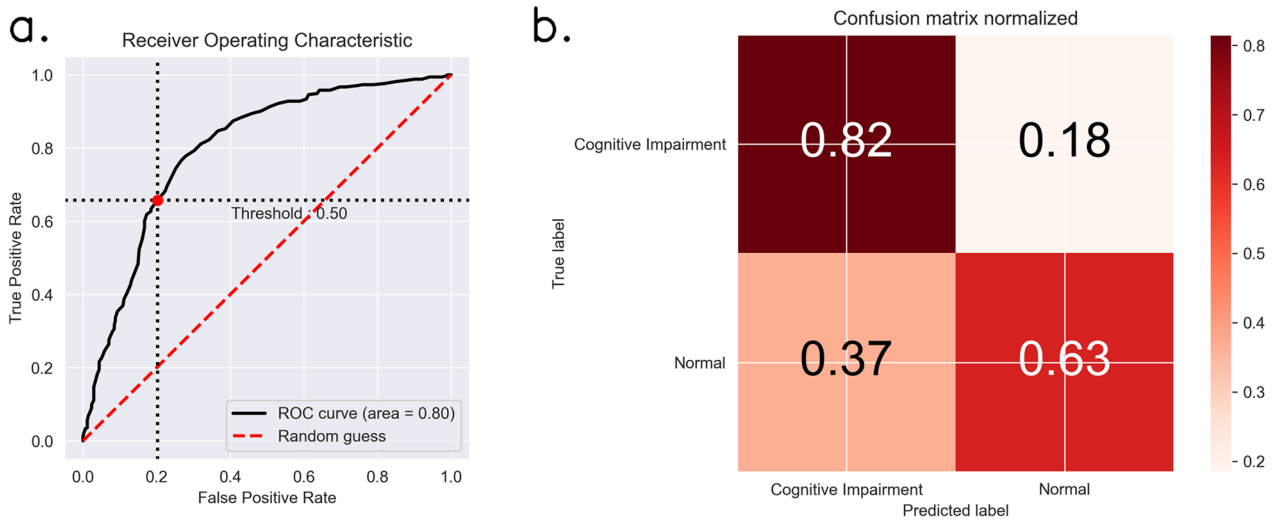 a.
Receiver Operating Characteristic
1.0
0.8
0.6
0.4
0.2
0.0
True Positive Rate
Threshold : 0.50
ROC curve (area = 0.80)
Random guess
0.0 0.2 0.4 0.6 0.8 1.0
False Positive Rate
b.
Confusion matrix normalized
True label
Cognitive Impairment
0.82 0.18
Normal
0.37 0.63
Cognitive Impairment Normal
Predicted label
0.8
0.7
0.6
0.5
0.4
0.3
0.2